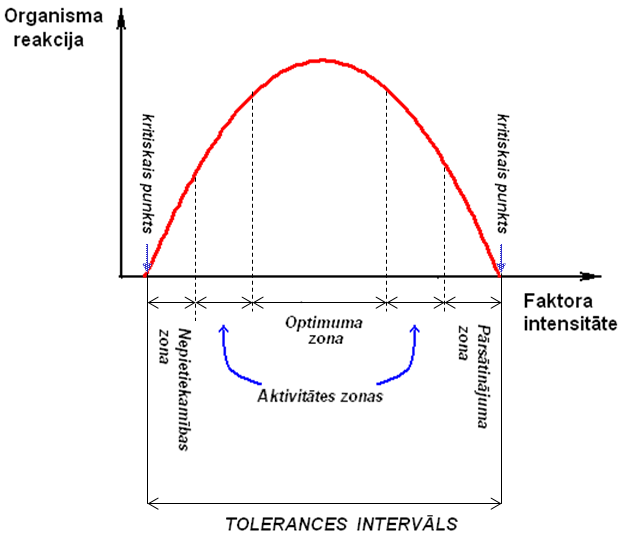 Organisma
reakcija
kritiskais punkts
kritiskais punkts
Faktora
intensitāte
Nepietiekamības
zona
Optimuma
zona
Pārsātinājuma
zona
Aktivitātes zonas
TOLERANCES INTERVĀLS